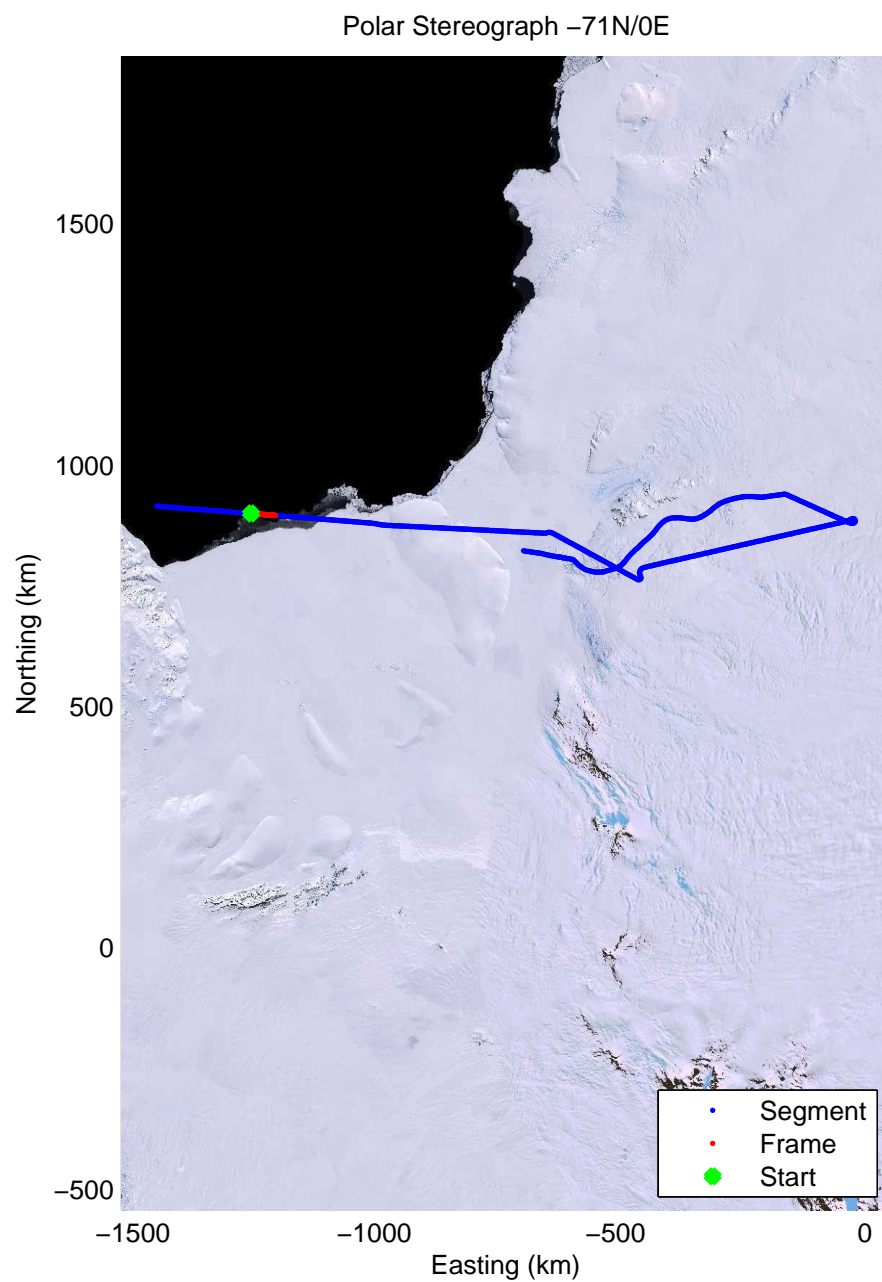 Polar Stereograph −71N/0E
1500
1000
500
0
−500
Northing (km)
−1500
−1000
−500
0
Easting (km)
Segment
Frame
Start